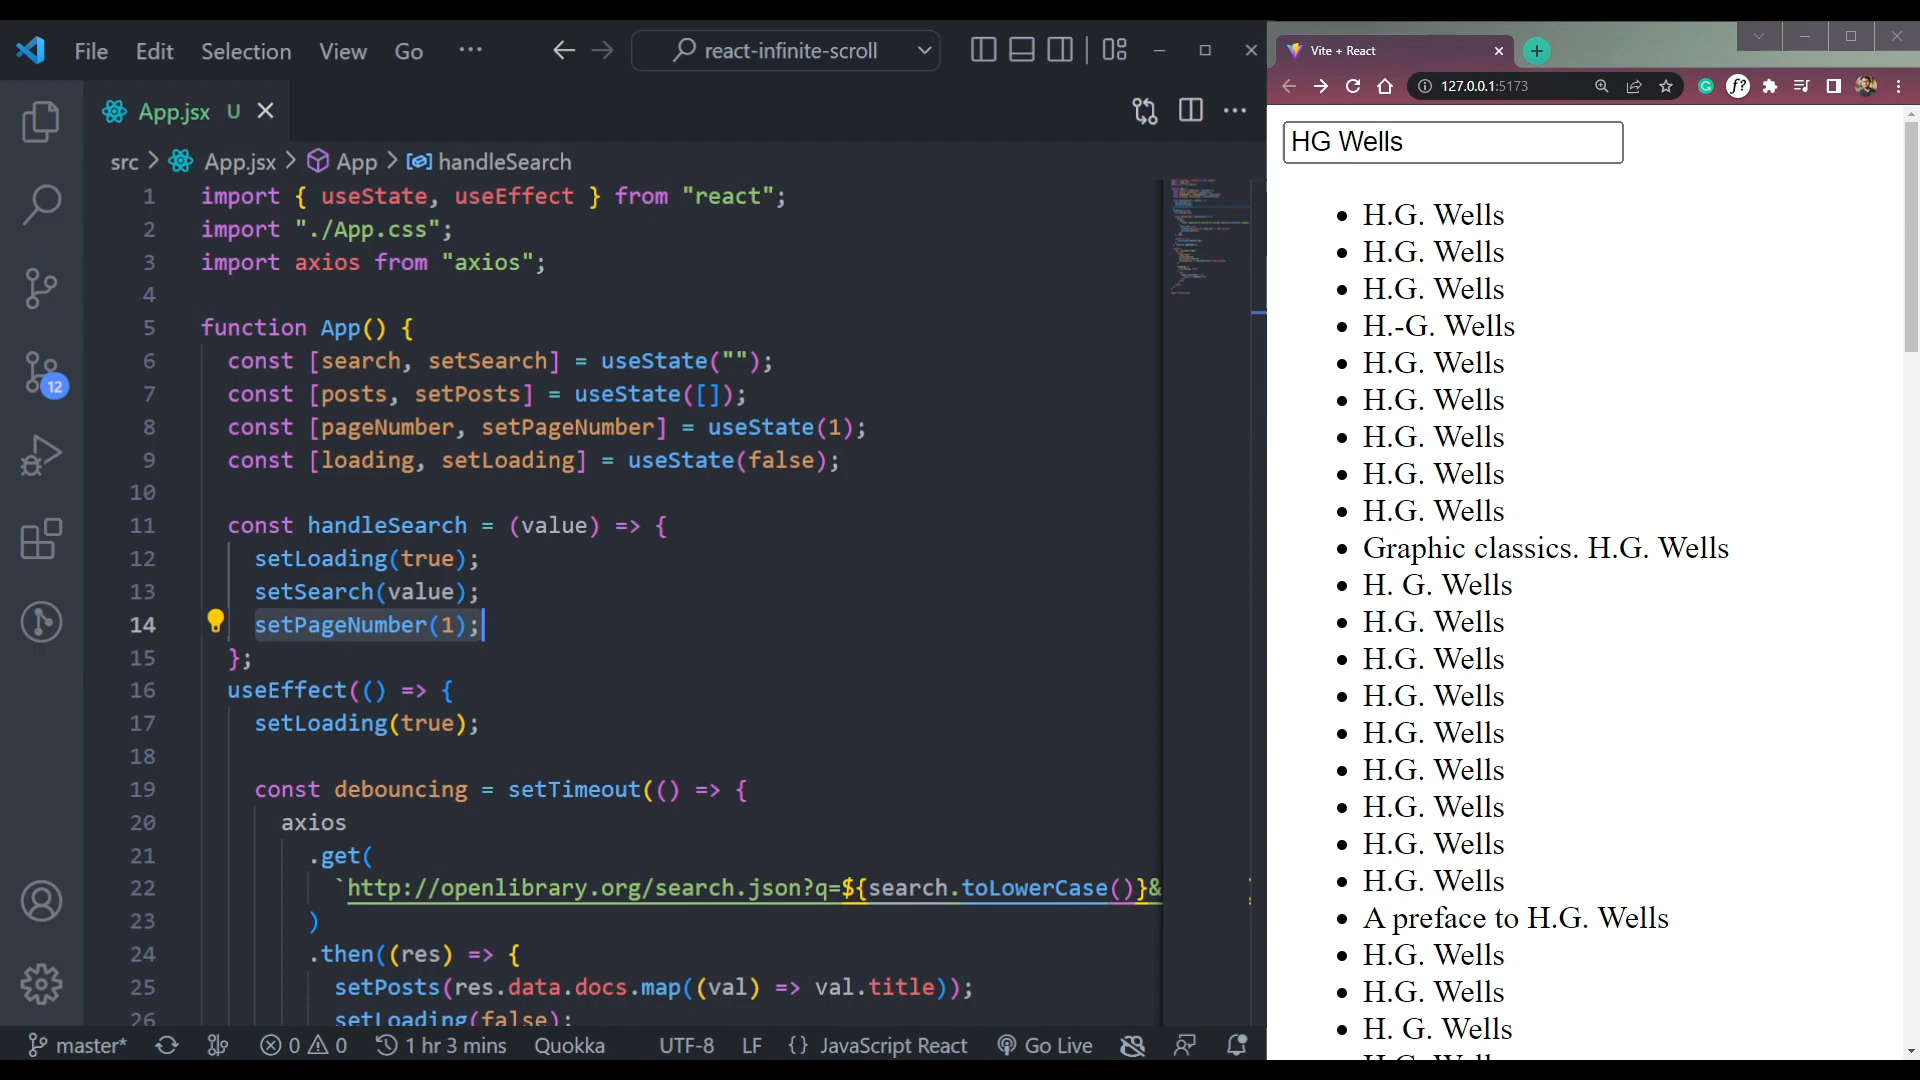 File Edit Selection View Go ··· react-infinite-scroll
App.jsx U
src > App.jsx > App > handleSearch
1 import { useState, useEffect } from "react";
2 import "./App.css";
3 import axios from "axios";
4
5 function App() {
6 const [search, setSearch] = useState("");
7 const [posts, setPosts] = useState([]);
8 const [pageNumber, setPageNumber] = useState(1);
9 const [loading, setLoading] = useState(false);
10
11 const handleSearch = (value) => {
12 setLoading(true);
13 setSearch(value);
14 setPageNumber(1);
15 };
16 useEffect(() => {
17 setLoading(true);
18
19 const debouncing = setTimeout(() => {
20 axios
21 .get(
22 `http://openlibrary.org/search.json?q=${search.toLowerCase()}&
23 )
24 .then((res) => {
25 setPosts(res.data.docs.map((val) => val.title));
26 setLoading(false);
12
master* 0 0 1 hr 3 mins Quokka UTF-8 LF {} JavaScript React Go Live
Vite + React
127.0.0.1:5173
f?
HG Wells
• H.G. Wells
• H.G. Wells
• H.G. Wells
• H.-G. Wells
• H.G. Wells
• H.G. Wells
• H.G. Wells
• H.G. Wells
• H.G. Wells
• Graphic classics. H.G. Wells
• H. G. Wells
• H.G. Wells
• H.G. Wells
• H.G. Wells
• H.G. Wells
• H.G. Wells
• H.G. Wells
• H.G. Wells
• H.G. Wells
• A preface to H.G. Wells
• H.G. Wells
• H.G. Wells
• H. G. Wells